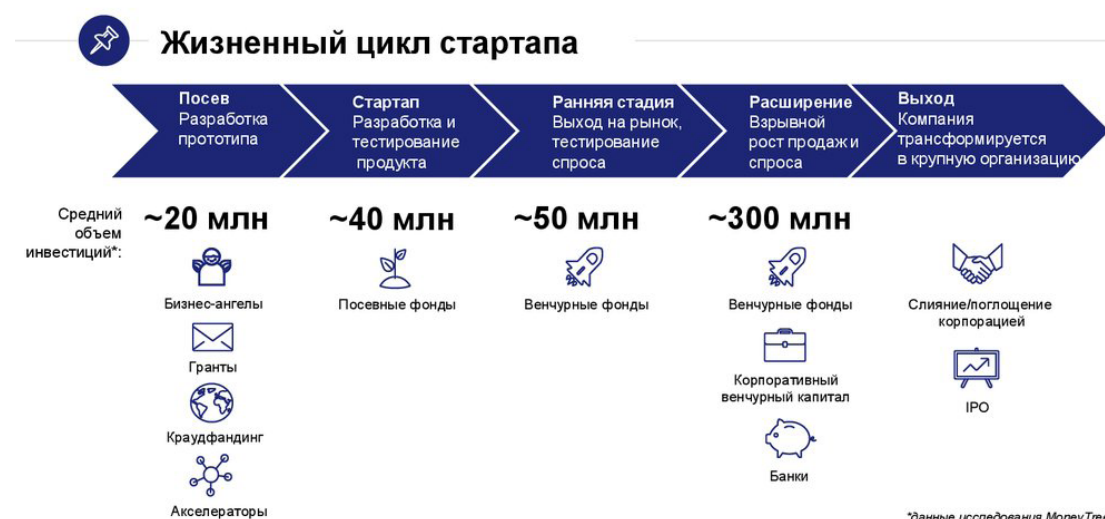 Жизненный цикл стартапа
Посев
Разработка
прототипа
Стартап
Разработка и
тестирование
продукта
Ранняя стадия
Выход на рынок,
тестирование
спроса
Расширение
Взрывной
рост продаж и
спроса
Выход
Компания
трансформируется
в крупную организацию
Средний
объем
инвестиций*:
~20 млн
~40 млн
~50 млн
~300 млн
Бизнес-ангелы
Гранты
Краудфандинг
Акселераторы
Посевные фонды
Венчурные фонды
Венчурные фонды
Корпоративный
венчурный капитал
Банки
Слияние/поглощение
корпорацией
IPO
*данные исследования MoneyTree